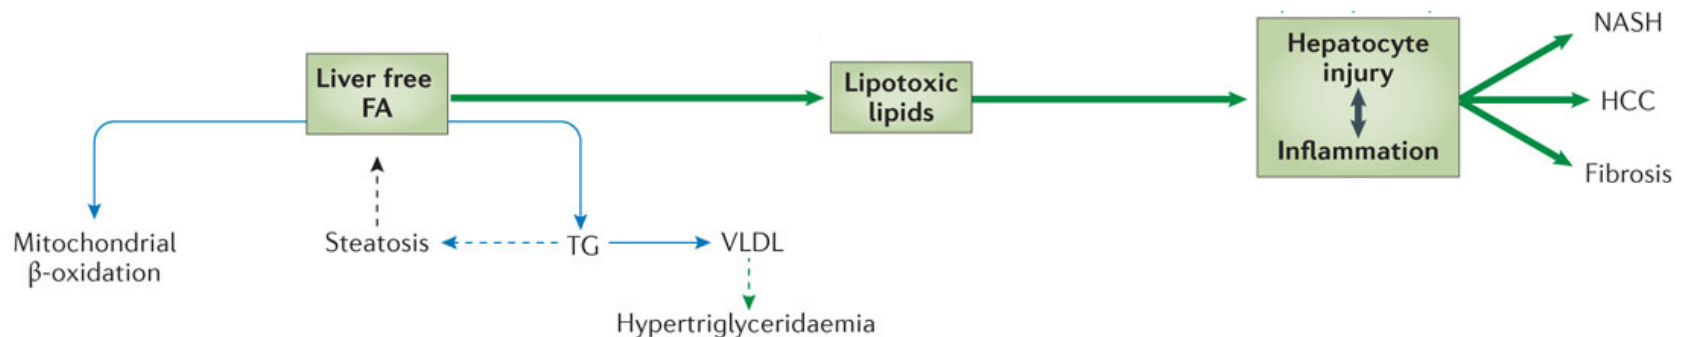 Liver free
FA
Lipotoxic
lipids
Hepatocyte
injury
Inflammation
NASH
HCC
Fibrosis
Mitochondrial
β-oxidation
Steatosis
TG
VLDL
Hypertriglyceridaemia